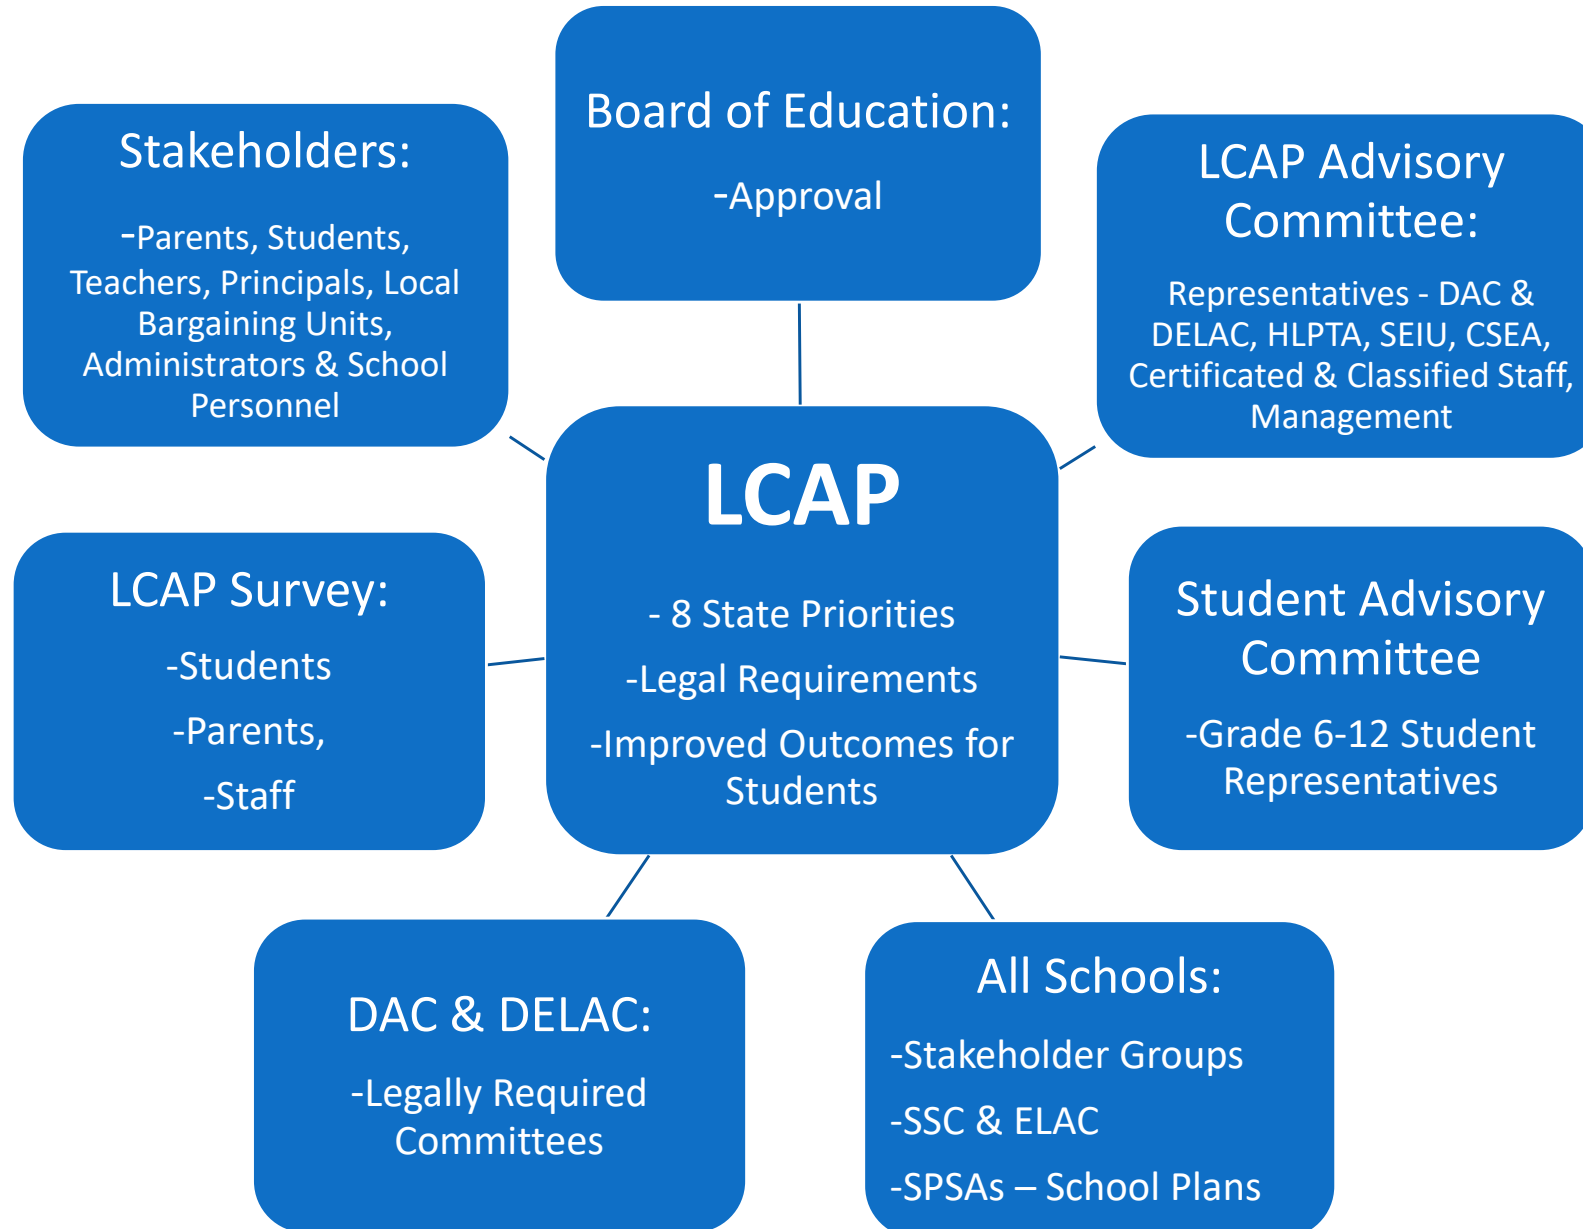 Board of Education:
-Approval
Stakeholders:
-Parents, Students,
Teachers, Principals, Local
Bargaining Units,
Administrators & School
Personnel
LCAP Advisory
Committee:
Representatives - DAC &
DELAC, HLPTA, SEIU, CSEA,
Certificated & Classified Staff,
Management
LCAP
- 8 State Priorities
-Legal Requirements
-Improved Outcomes for
Students
LCAP Survey:
-Students
-Parents,
-Staff
Student Advisory
Committee
-Grade 6-12 Student
Representatives
DAC & DELAC:
-Legally Required
Committees
All Schools:
-Stakeholder Groups
-SSC & ELAC
-SPSAs – School Plans